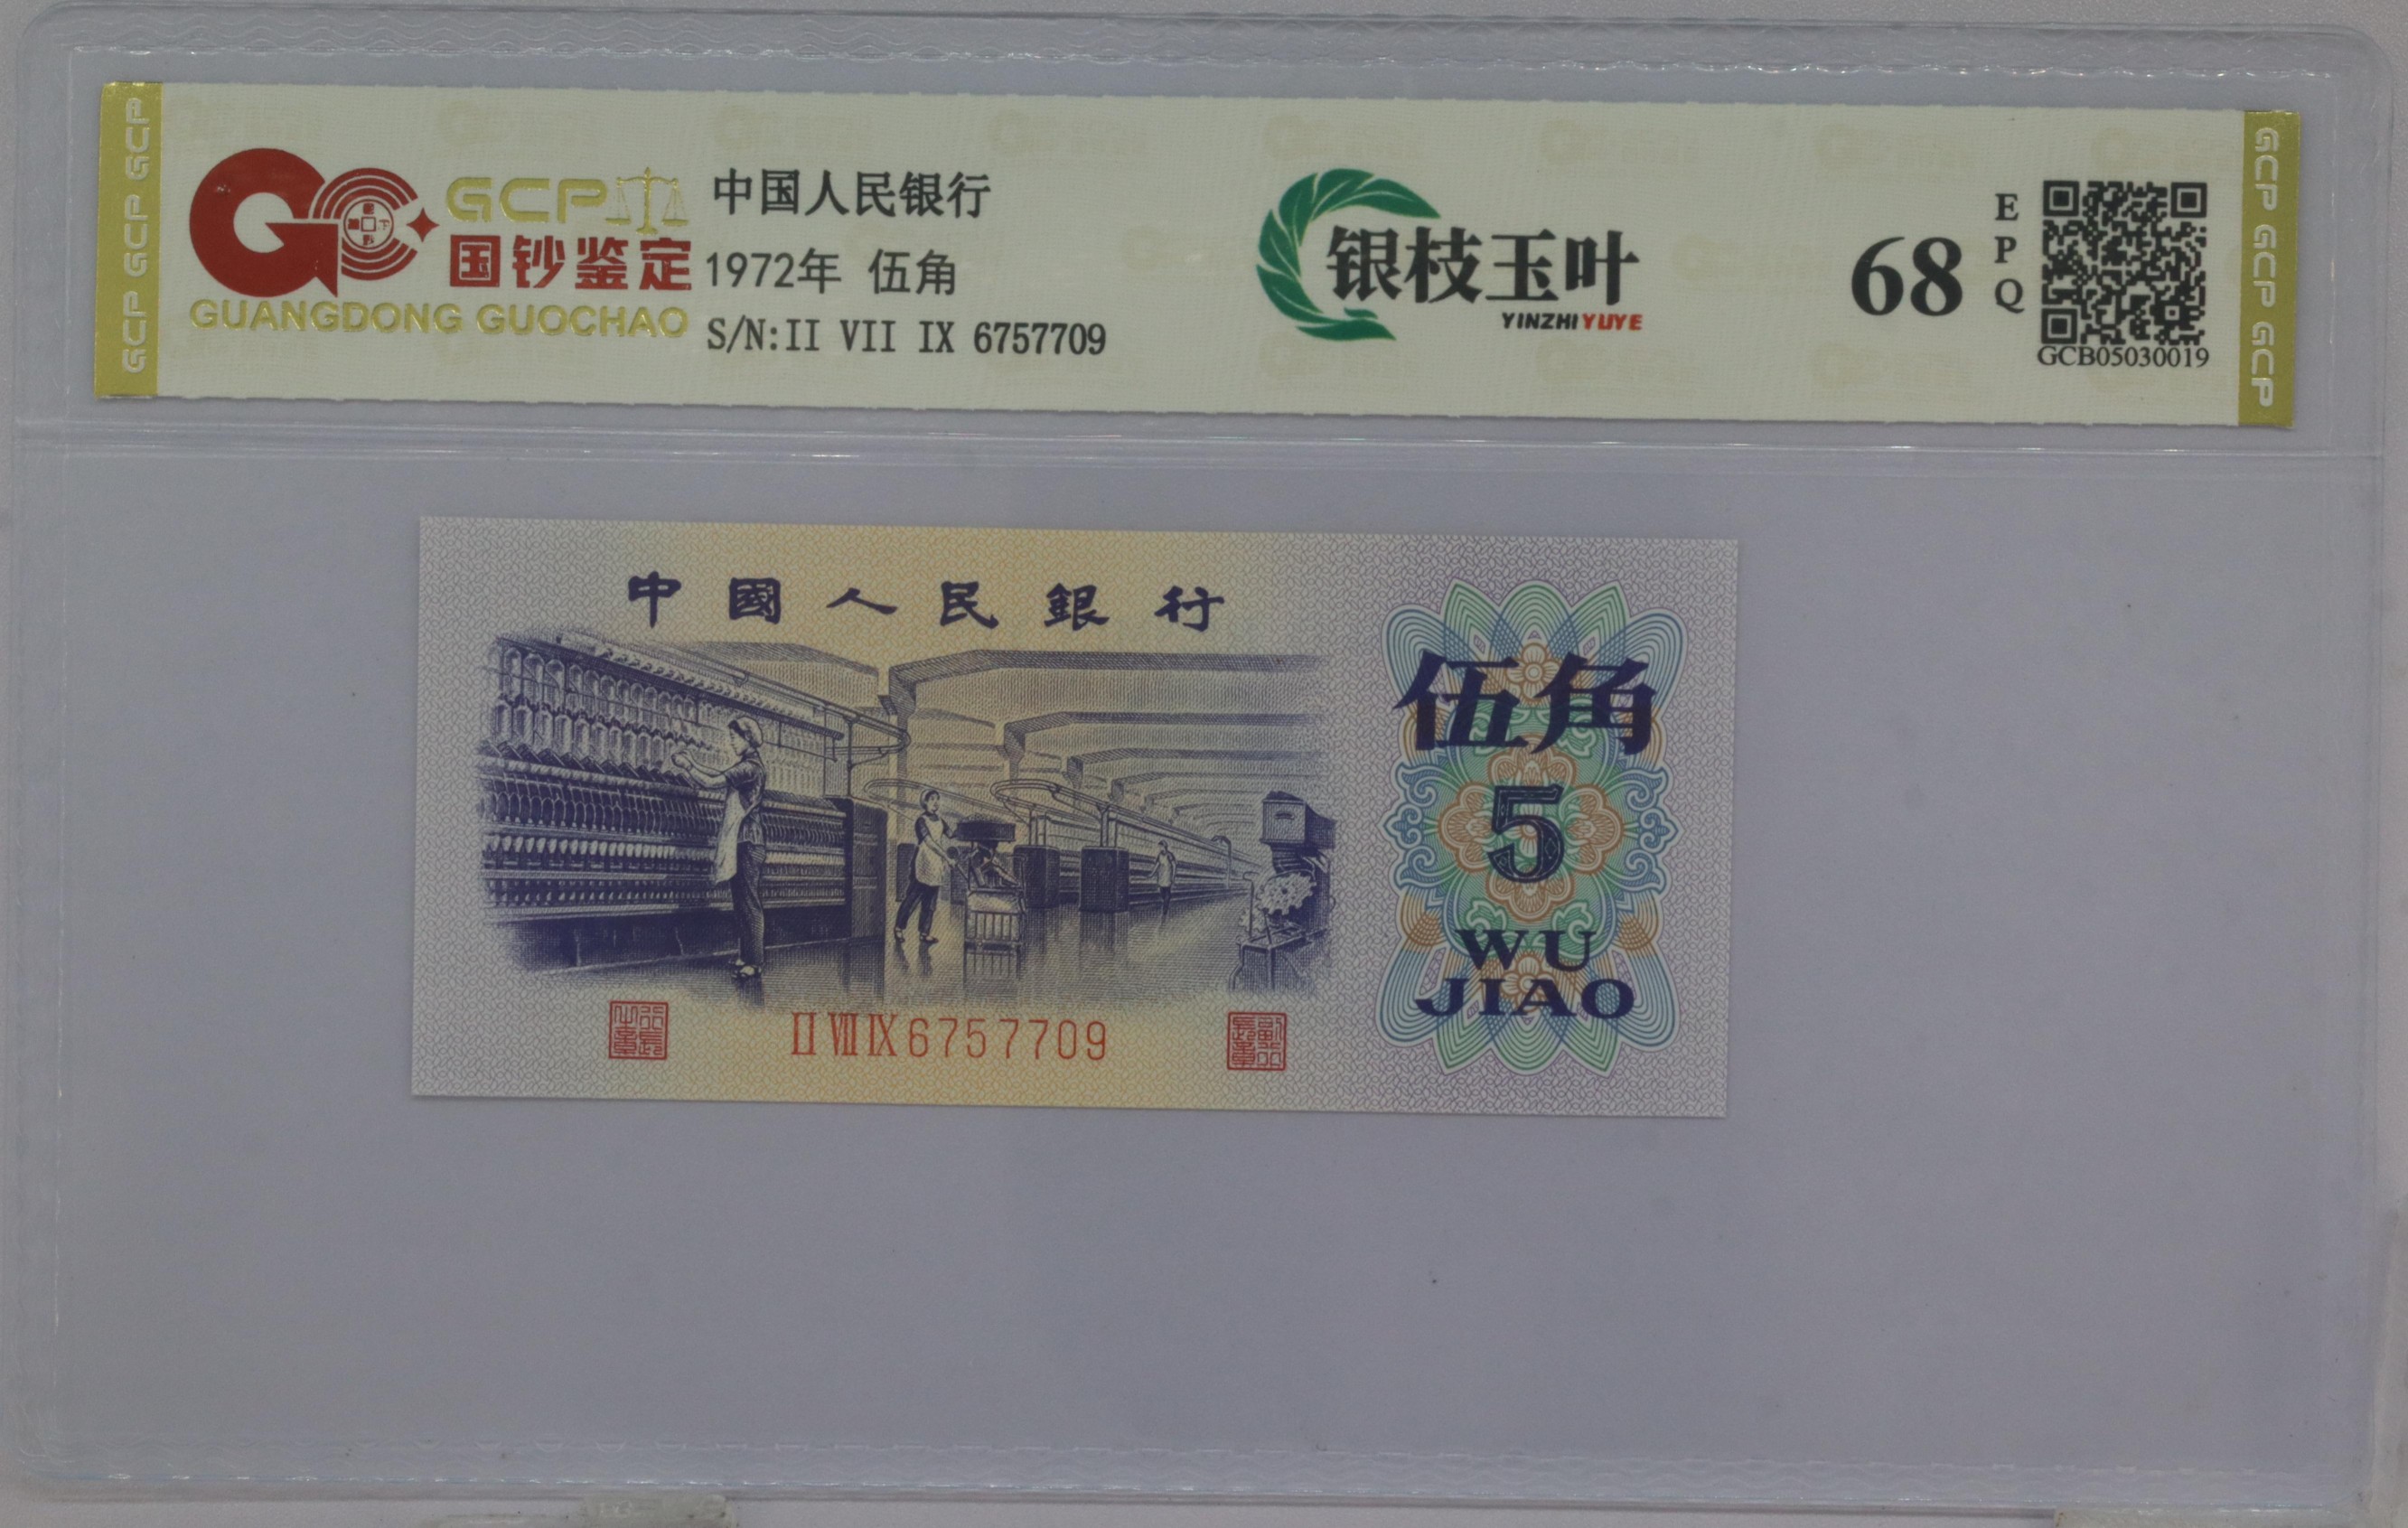 GCP GCP GCP
GCP
国钞鉴定
GUANGDONG GUOCHAO
中国人民银行
1972年 伍角
S/N:II VII IX 6757709
银枝玉叶
YINZHIYUYE
68
EPQ
GCB05030019
GCP GCP GCP
中國人民銀行
伍角
5
WU
JIAO
II VII IX 6757709